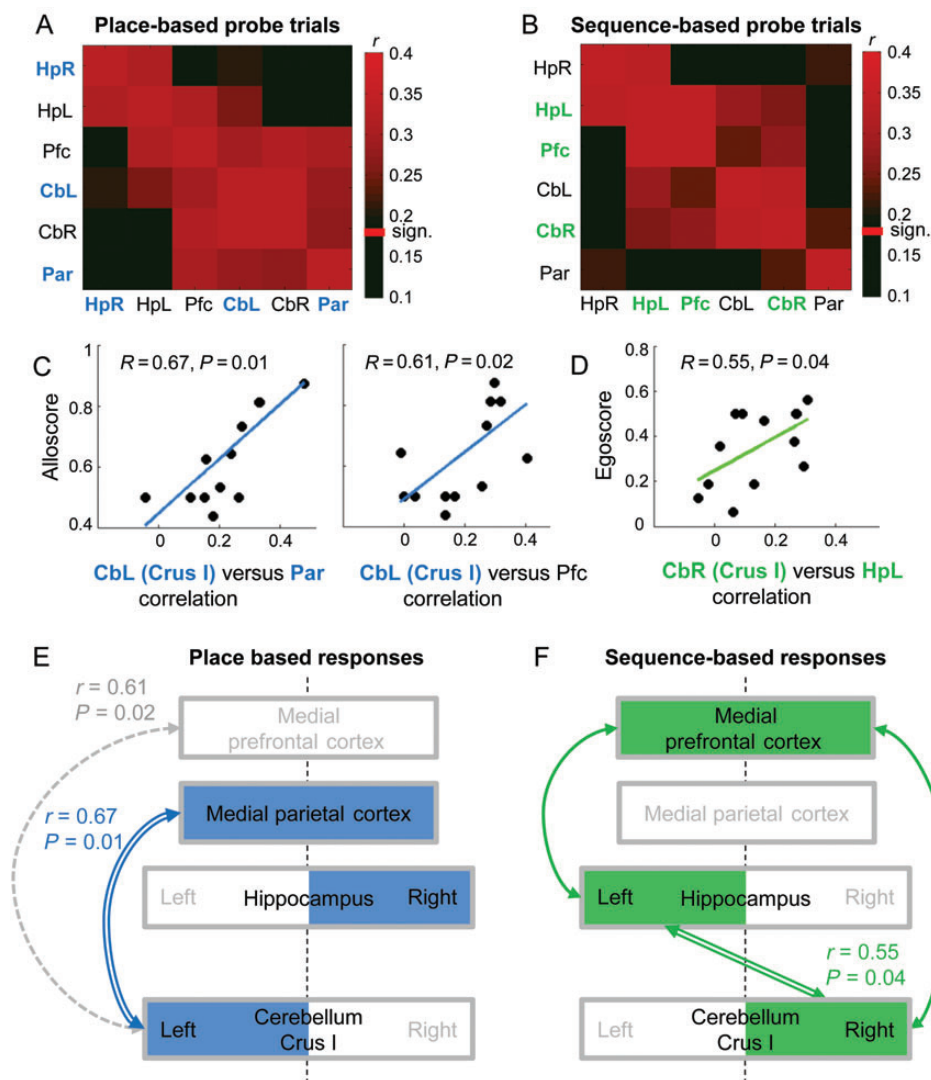 A Place-based probe trials
r
HpR
HpL
Pfc
CbL
CbR
Par
HpR HpL Pfc CbL CbR Par
0.4
0.35
0.3
0.25
0.2
sign.
0.15
0.1
B Sequence-based probe trials
r
HpR
HpL
Pfc
CbL
CbR
Par
HpR HpL Pfc CbL CbR Par
0.4
0.35
0.3
0.25
0.2
sign.
0.15
0.1
C
R = 0.67, P = 0.01
Alloscore
1
0.8
0.6
0.4
0 0.2 0.4
CbL (Crus I) versus Par
correlation
R = 0.61, P = 0.02
0 0.2 0.4
CbL (Crus I) versus Pfc
correlation
D
R = 0.55, P = 0.04
Egoscore
0.8
0.6
0.4
0.2
0
0 0.2 0.4
CbR (Crus I) versus HpL
correlation
E Place based responses
r = 0.61
P = 0.02
Medial
prefrontal cortex
r = 0.67
P = 0.01
Medial parietal cortex
Left Hippocampus Right
Left Cerebellum Right
Crus I
F Sequence-based responses
Medial
prefrontal cortex
Medial parietal cortex
Left Hippocampus Right
r = 0.55
P = 0.04
Left Cerebellum Right
Crus I